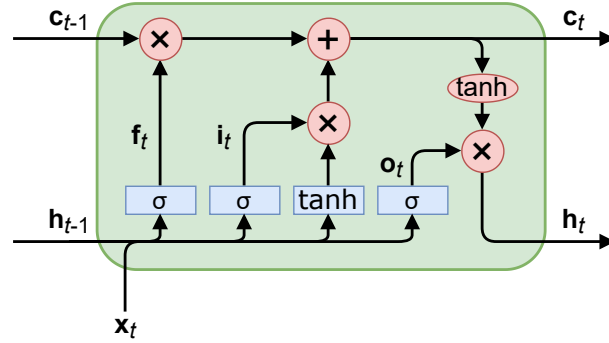 c_{t-1}
c_t
×
+
tanh
f_t
i_t
×
o_t
×
σ
σ
tanh
σ
h_{t-1}
h_t
x_t